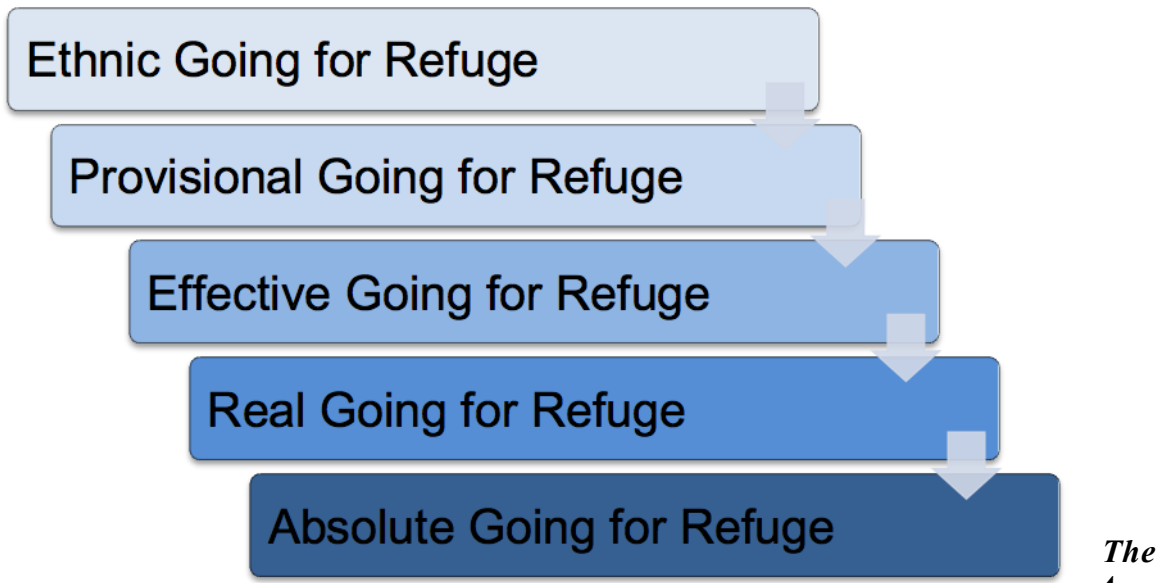 Ethnic Going for Refuge
Provisional Going for Refuge
Effective Going for Refuge
Real Going for Refuge
Absolute Going for Refuge
The